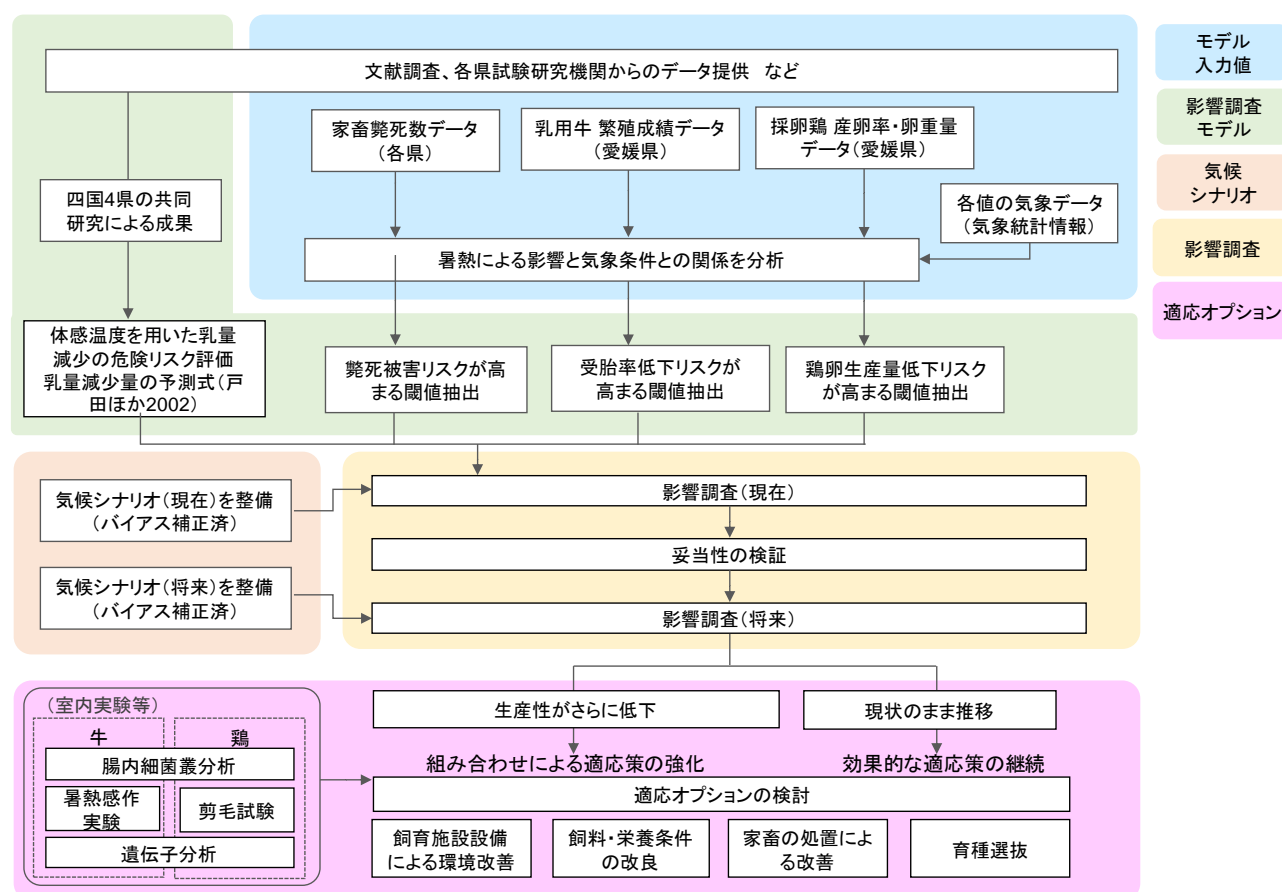 文献調査、各県試験研究機関からのデータ提供 など
家畜斃死数データ
(各県)
乳用牛 繁殖成績データ
(愛媛県)
採卵鶏 産卵率・卵重量
データ(愛媛県)
四国4県の共同
研究による成果
各値の気象データ
(気象統計情報)
暑熱による影響と気象条件との関係を分析
体感温度を用いた乳量
減少の危険リスク評価
乳量減少量の予測式(戸
田ほか2002)
斃死被害リスクが高
まる閾値抽出
受胎率低下リスクが
高まる閾値抽出
鶏卵生産量低下リスク
が高まる閾値抽出
気候シナリオ(現在)を整備
(バイアス補正済)
影響調査(現在)
妥当性の検証
気候シナリオ(将来)を整備
(バイアス補正済)
影響調査(将来)
(室内実験等)
牛
鶏
腸内細菌叢分析
暑熱感作
実験
剪毛試験
遺伝子分析
生産性がさらに低下
現状のまま推移
組み合わせによる適応策の強化
効果的な適応策の継続
適応オプションの検討
飼育施設設備
による環境改善
飼料・栄養条件
の改良
家畜の処置によ
る改善
育種選抜
モデル
入力値
影響調査
モデル
気候
シナリオ
影響調査
適応オプション